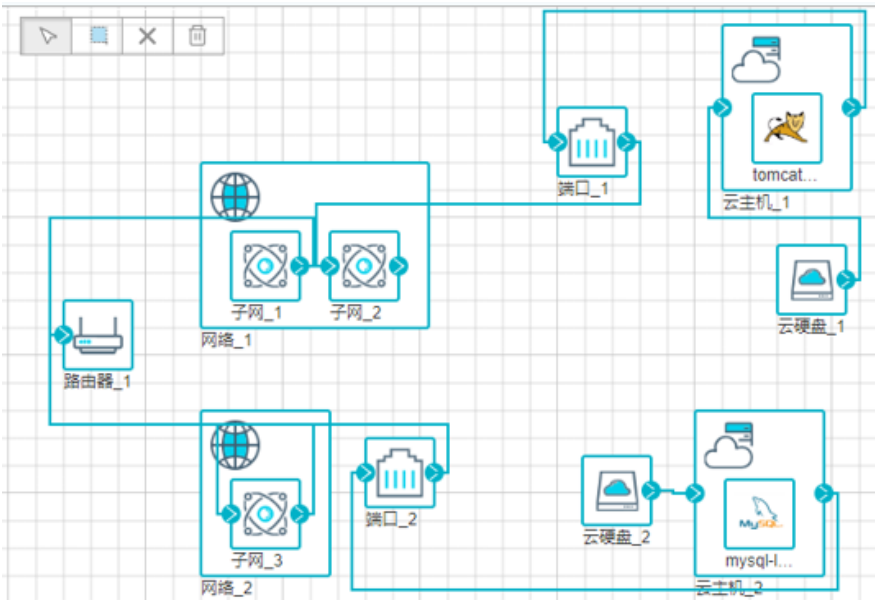 tomcat...
云主机_1
端口_1
云硬盘_1
子网_1
子网_2
网络_1
路由器_1
端口_2
云硬盘_2
MySQL
mysql-l...
云主机_2
子网_3
网络_2